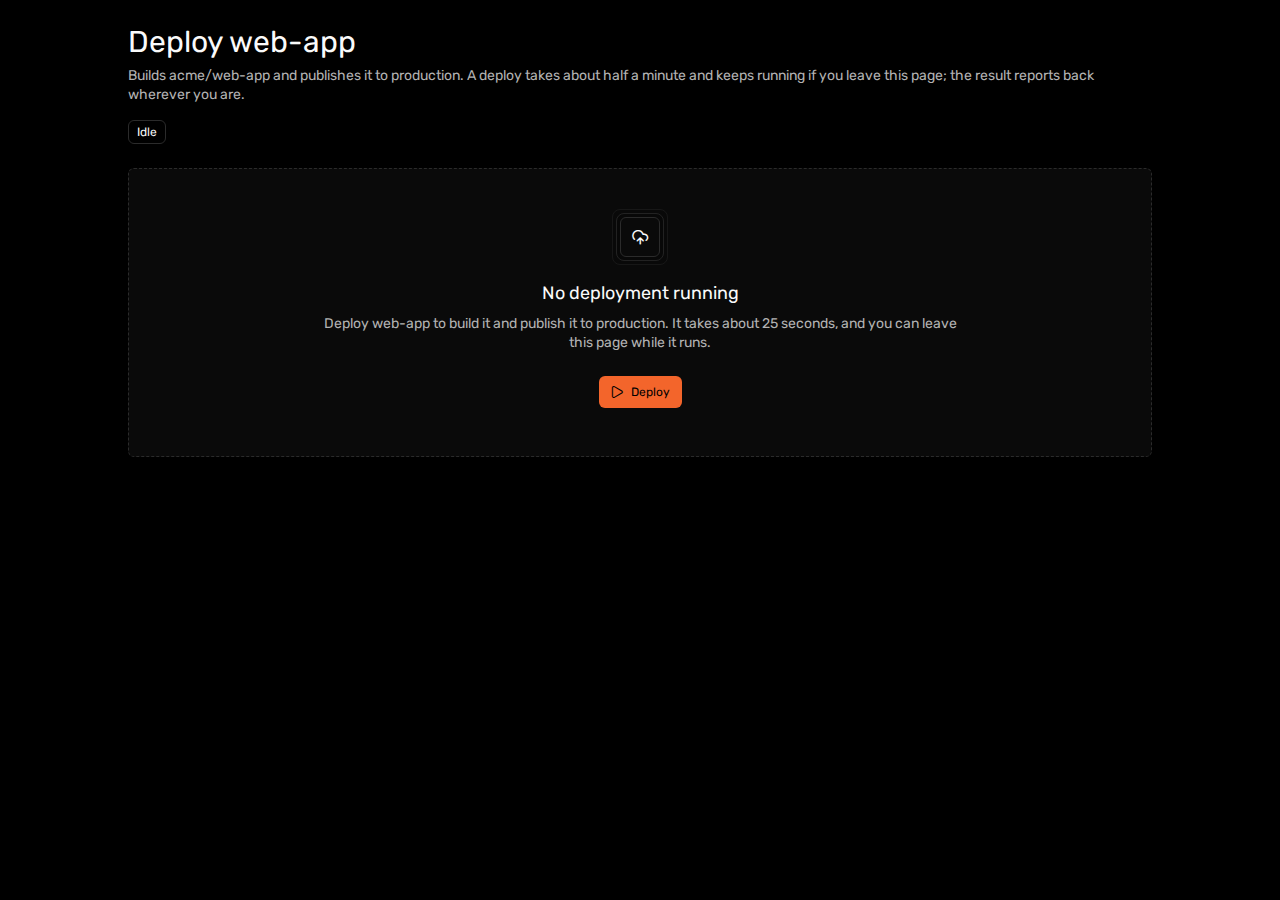 Deploy web-app
Builds acme/web-app and publishes it to production. A deploy takes about half a minute and keeps running if you leave this page; the result reports back
wherever you are.
Idle
No deployment running
Deploy web-app to build it and publish it to production. It takes about 25 seconds, and you can leave
this page while it runs.
Deploy